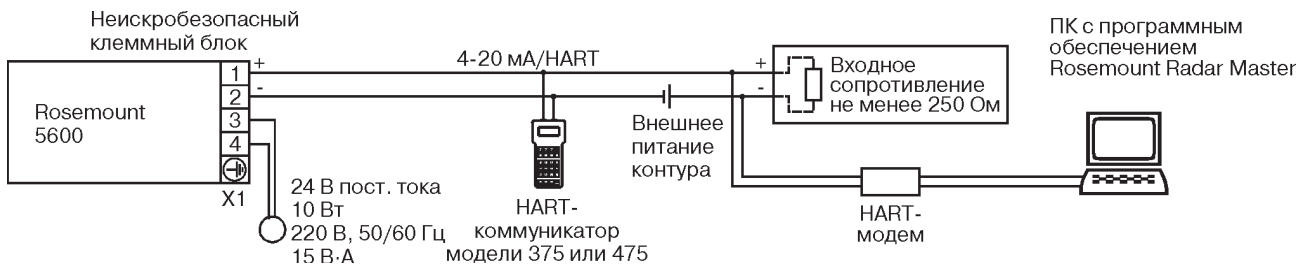 Неискробезопасный
клеммный блок
Rosemount
5600
1
2
3
4
X1
+
-
4-20 мА/HART
24 В пост. тока
10 Вт
220 В, 50/60 Гц
15 В·А
HART-
коммуникатор
модели 375 или 475
Внешнее
питание
контура
+
-
Входное
сопротивление
не менее 250 Ом
HART-
модем
ПК с программным
обеспечением
Rosemount Radar Master